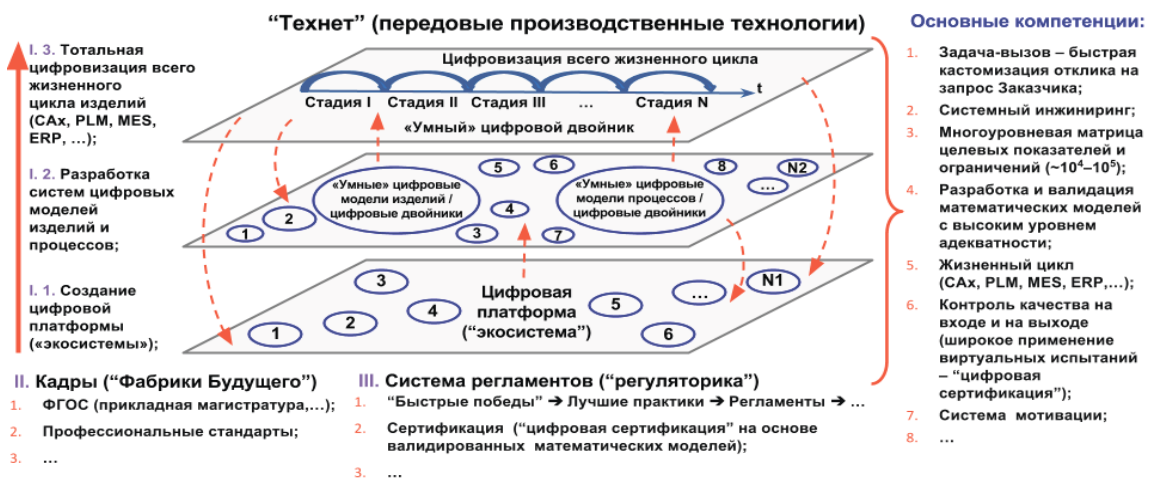 “Технет” (передовые производственные технологии)
I. 3. Тотальная
цифровизация всего
жизненного
цикла изделий
(CAx, PLM, MES,
ERP, …);
I. 2. Разработка
систем цифровых
моделей
изделий и
процессов;
I. 1. Создание
цифровой
платформы
(«экосистемы»);
Цифровизация всего жизненного цикла
t
Стадия I
Стадия II
Стадия III
…
Стадия N
«Умный» цифровой двойник
1
2
«Умные» цифровые
модели изделий /
цифровые двойники
5
6
4
3
7
«Умные» цифровые
модели процессов /
цифровые двойники
8
…
N2
1
2
3
4
Цифровая
платформа
(“экосистема”)
5
6
…
N1
II. Кадры (“Фабрики Будущего”)
1. ФГОС (прикладная магистратура,…);
2. Профессиональные стандарты;
3. …
III. Система регламентов (“регуляторика”)
1. “Быстрые победы” ➔ Лучшие практики ➔ Регламенты ➔ …
2. Сертификация (“цифровая сертификация” на основе
валидированных математических моделей);
3. …
Основные компетенции:
1. Задача-вызов – быстрая
кастомизация отклика на
запрос Заказчика;
2. Системный инжиниринг;
3. Многоуровневая матрица
целевых показателей и
ограничений (~10⁴–10⁵);
4. Разработка и валидация
математических моделей
с высоким уровнем
адекватности;
5. Жизненный цикл
(CAx, PLM, MES, ERP,…);
6. Контроль качества на
входе и на выходе
(широкое применение
виртуальных испытаний
– “цифровая
сертификация”);
7. Система мотивации;
8. …